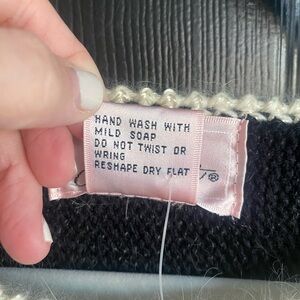 HAND WASH WITH
MILD SOAP
DO NOT TWIST OR
WRING
RESHAPE DRY FLAT
®